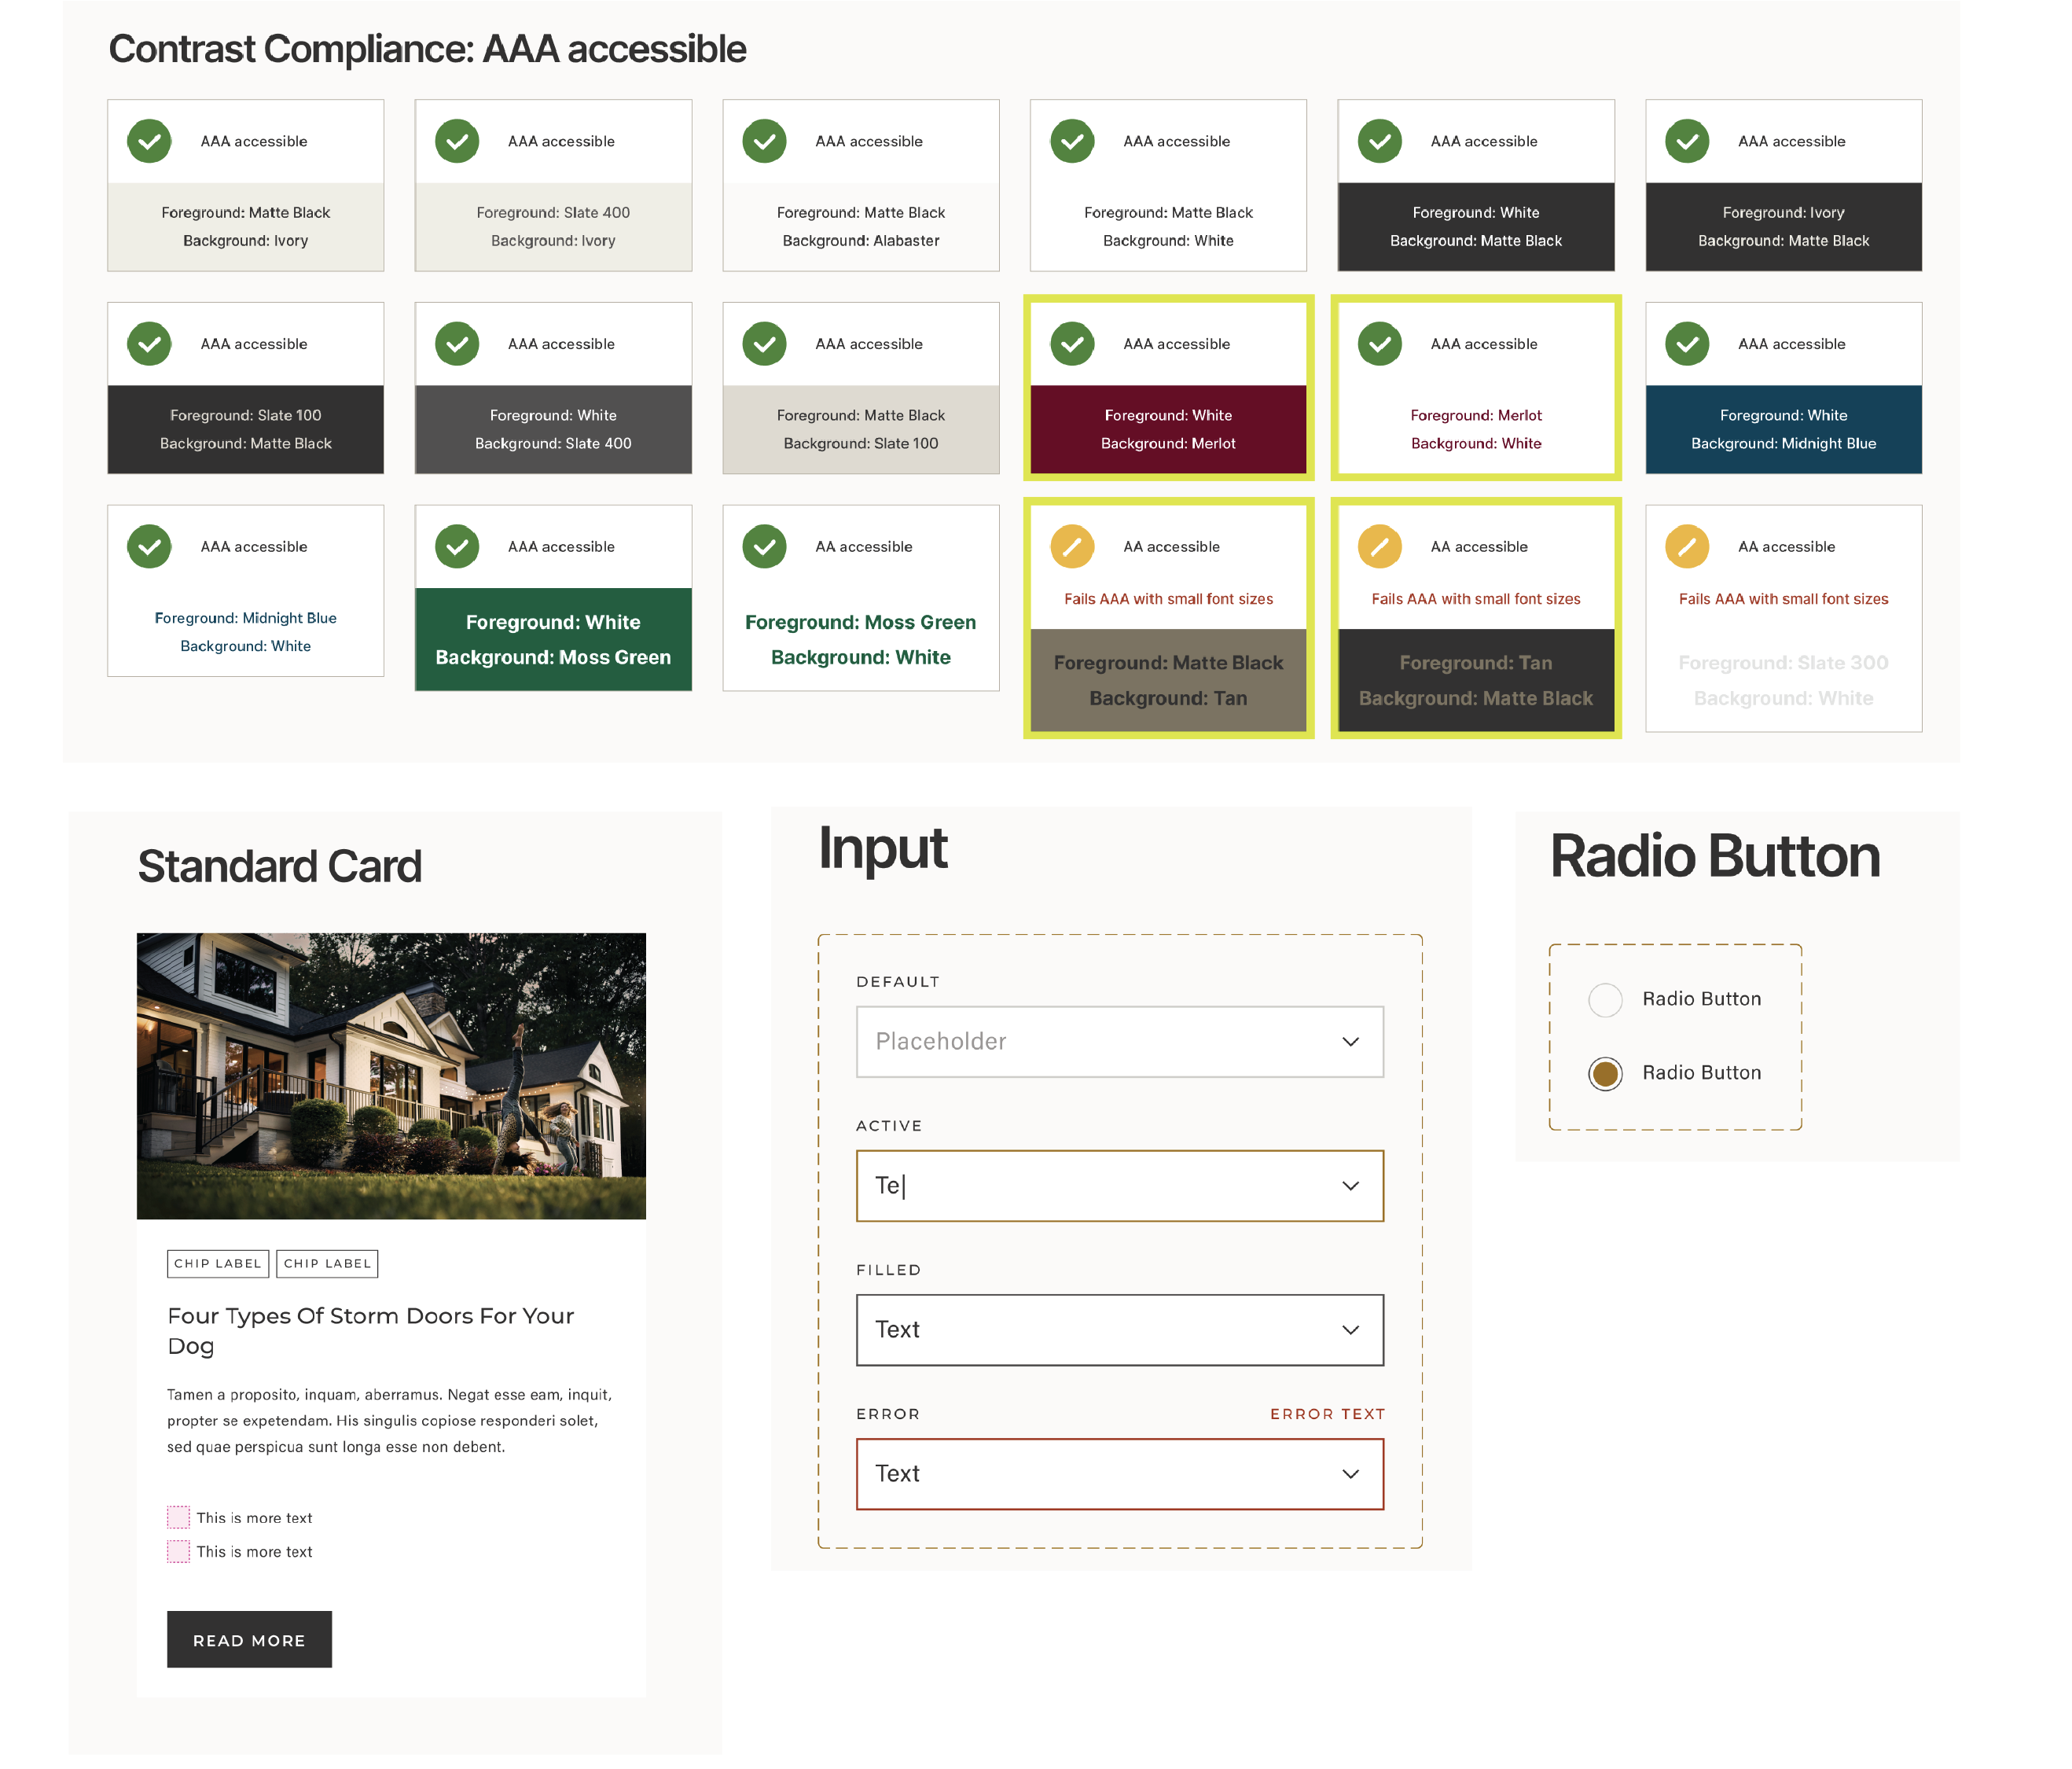 Contrast Compliance: AAA accessible
AAA accessible
Foreground: Matte Black
Background: Ivory
AAA accessible
Foreground: Slate 400
Background: Ivory
AAA accessible
Foreground: Matte Black
Background: Alabaster
AAA accessible
Foreground: Matte Black
Background: White
AAA accessible
Foreground: White
Background: Matte Black
AAA accessible
Foreground: Ivory
Background: Matte Black
AAA accessible
Foreground: Slate 100
Background: Matte Black
AAA accessible
Foreground: White
Background: Slate 400
AAA accessible
Foreground: Matte Black
Background: Slate 100
AAA accessible
Foreground: White
Background: Merlot
AAA accessible
Foreground: Merlot
Background: White
AAA accessible
Foreground: White
Background: Midnight Blue
AAA accessible
Foreground: Midnight Blue
Background: White
AAA accessible
Foreground: White
Background: Moss Green
AA accessible
Foreground: Moss Green
Background: White
AA accessible
Fails AAA with small font sizes
Foreground: Matte Black
Background: Tan
AA accessible
Fails AAA with small font sizes
Foreground: Tan
Background: Matte Black
AA accessible
Fails AAA with small font sizes
Foreground: Slate 300
Background: White
Standard Card
CHIP LABEL
CHIP LABEL
Four Types Of Storm Doors For Your
Dog
Tamen a proposito, inquam, aberramus. Negat esse eam, inquit,
propter se expetendam. His singulis copiose responderi solet,
sed quae perspicua sunt longa esse non debent.
This is more text
This is more text
READ MORE
Input
DEFAULT
Placeholder
ACTIVE
Te
FILLED
Text
ERROR
ERROR TEXT
Text
Radio Button
Radio Button
Radio Button